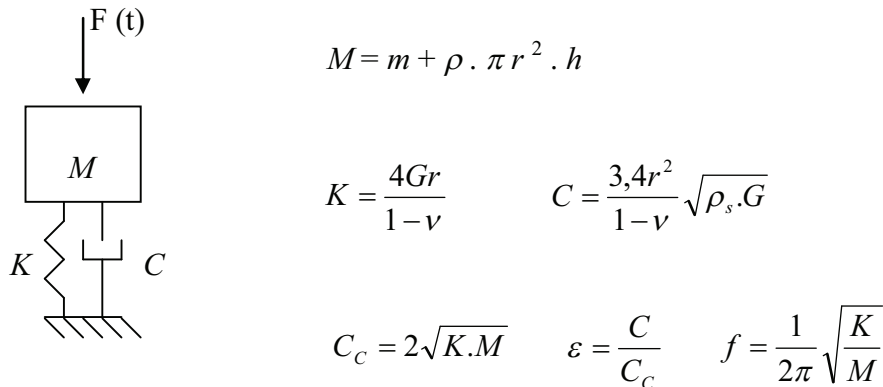 F (t)
M = m + ρ . π r² . h
M
K = 4Gr / 1 − ν    C = 3,4r² / 1 − ν √ρₛ.G
K C
C_C = 2√K.M    ε = C / C_C    f = 1 / 2π √K / M